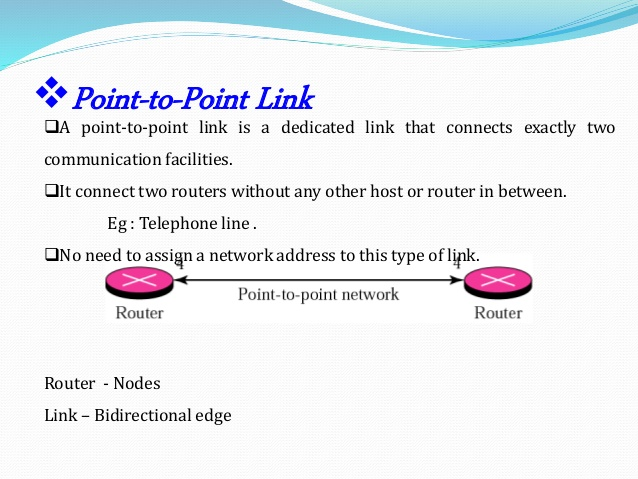 ❖Point-to-Point Link
❑A point-to-point link is a dedicated link that connects exactly two
communication facilities.
❑It connect two routers without any other host or router in between.
Eg : Telephone line .
❑No need to assign a network address to this type of link.
4 4
Point-to-point network
Router Router
Router - Nodes
Link – Bidirectional edge